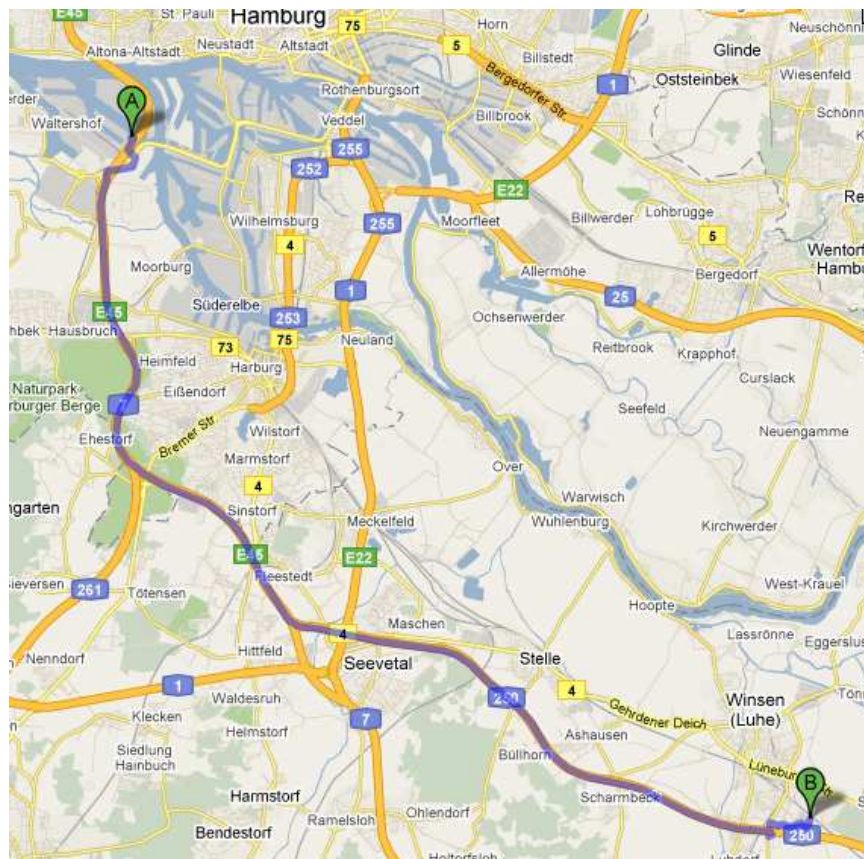 E45
St. Pauli
Hamburg
Altona-Altstadt
Neustadt
Altstadt
75
Horn
5
Billstedt
Glinde
Neuschönn
Wiesenfeld
Oststeinbek
Bergedorfer Str.
1
Schönn
Rothenburgsort
Billbrook
Veddel
A
Waltershof
255
252
E22
Wilhelmsburg
255
Moorfleet
Billwerder
Lohbrügge
5
Bergedorf
Wentorf
Hambu
4
Moorburg
Allermöhe
25
1
Süderelbe
Ochsenwerder
E45
Hausbruch
253
75
Neuland
Reitbrook
Krapphof
73
Heimfeld
Harburg
Curslack
Naturpark
Eißendorf
7
Seefeld
Ehestorf
Bremer Str
Wilstorf
Neuengamme
Marmstorf
Over
4
Warwisch
Sinstorf
Meckelfeld
Wuhlenburg
Kirchwerder
E45
E22
Fleestedt
West-Krauel
261
Tötensen
Hoopte
Maschen
4
Lassrönne
Hittfeld
Nenndorf
Seevetal
Stelle
4
1
Waldesruh
250
Winsen
(Luhe)
Gehrdener Deich
Klecken
7
Helmstorf
Ashausen
Siedlung
Hainbuch
Büllhorn
B
Harmstorf
Scharmbeck
Ohlendorf
Ramelsloh
Bendestorf
250